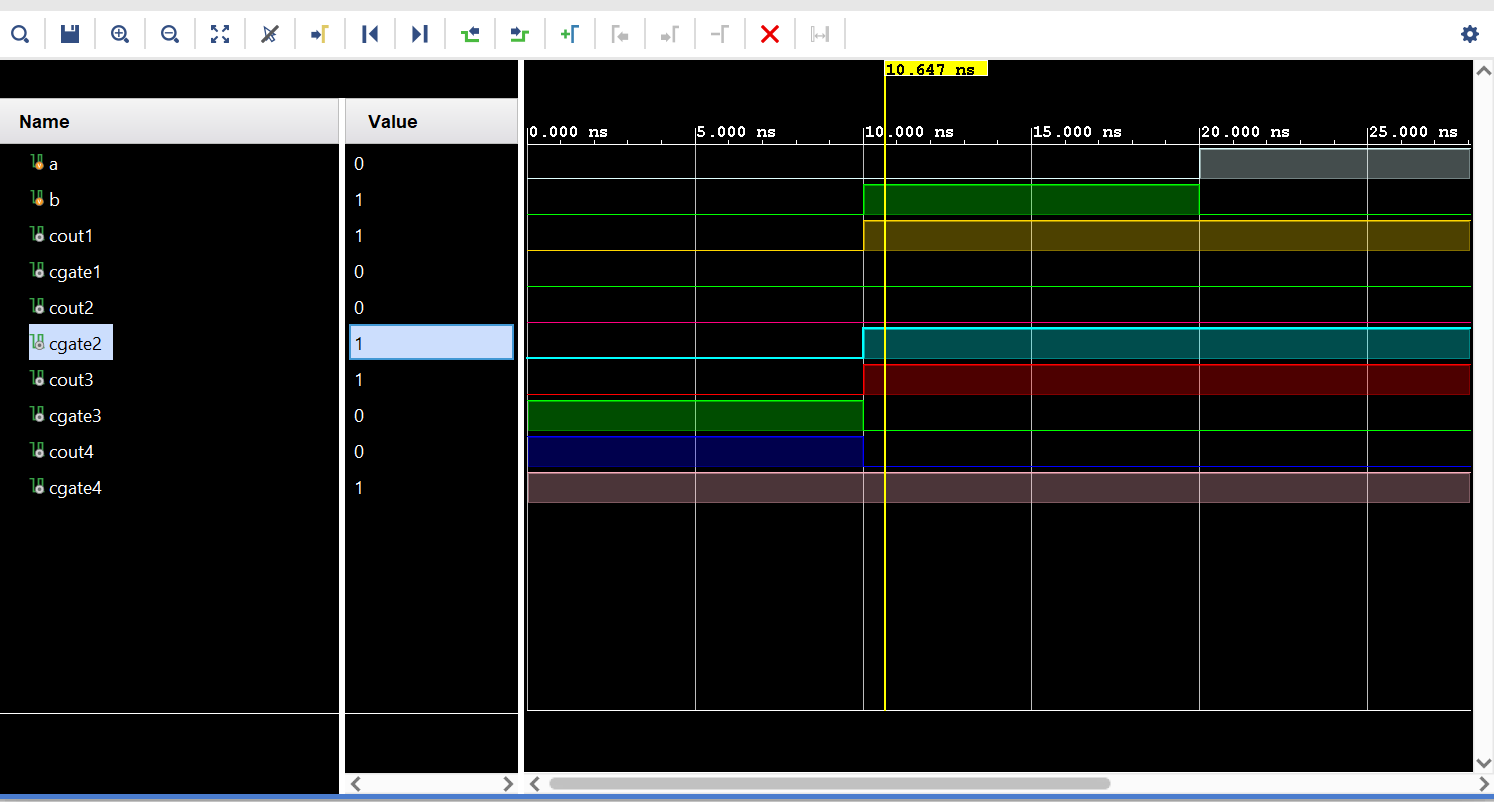 10.647 ns
Name Value
0.000 ns 5.000 ns 10.000 ns 15.000 ns 20.000 ns 25.000 ns
a 0
b 1
cout1 1
cgate1 0
cout2 0
cgate2 1
cout3 1
cgate3 0
cout4 0
cgate4 1